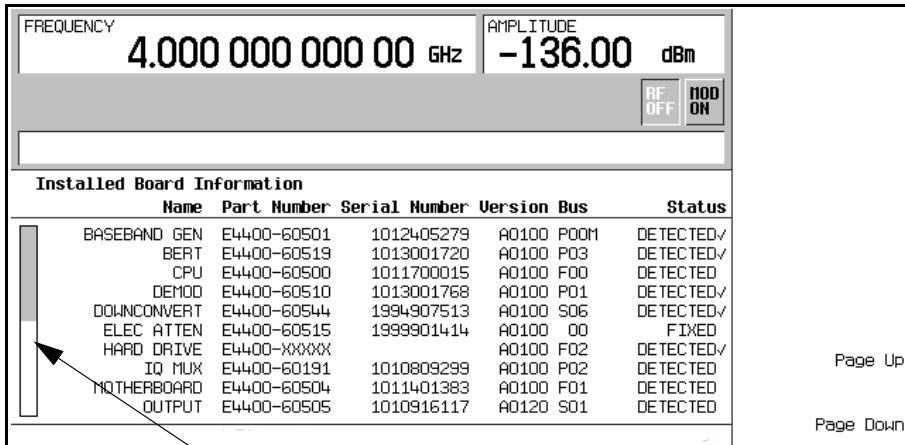 FREQUENCY AMPLITUDE
4.000 000 000 00 GHz -136.00 dBm
RF OFF MOD ON
Installed Board Information
Name Part Number Serial Number Version Bus Status
BASEBAND GEN E4400-60501 1012405279 A0100 P00M DETECTED✓
BERT E4400-60519 1013001720 A0100 P03 DETECTED✓
CPU E4400-60500 1011700015 A0100 F00 DETECTED
DEMOD E4400-60510 1013001768 A0100 P01 DETECTED✓
DOWNCONVERT E4400-60544 1994907513 A0100 S06 DETECTED✓
ELEC ATTEN E4400-60515 1999901414 A0100 00 FIXED
HARD DRIVE E4400-XXXXX A0100 F02 DETECTED✓
IQ MUX E4400-60191 1010809299 A0100 P02 DETECTED
MOTHERBOARD E4400-60504 1011401383 A0100 F01 DETECTED
OUTPUT E4400-60505 1010916117 A0120 S01 DETECTED
Page Up
Page Down